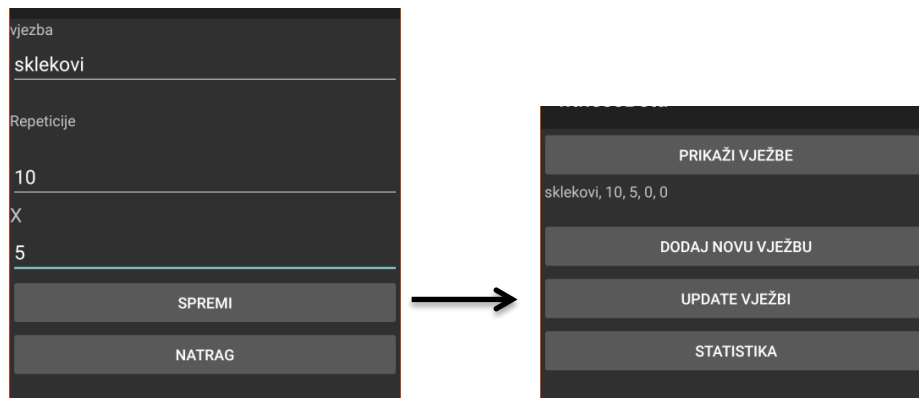 vjezba
sklekovi
Repeticije
10
X
5
SPREMI
NATRAG
PRIKAŽI VJEŽBE
sklekovi, 10, 5, 0, 0
DODAJ NOVU VJEŽBU
UPDATE VJEŽBI
STATISTIKA